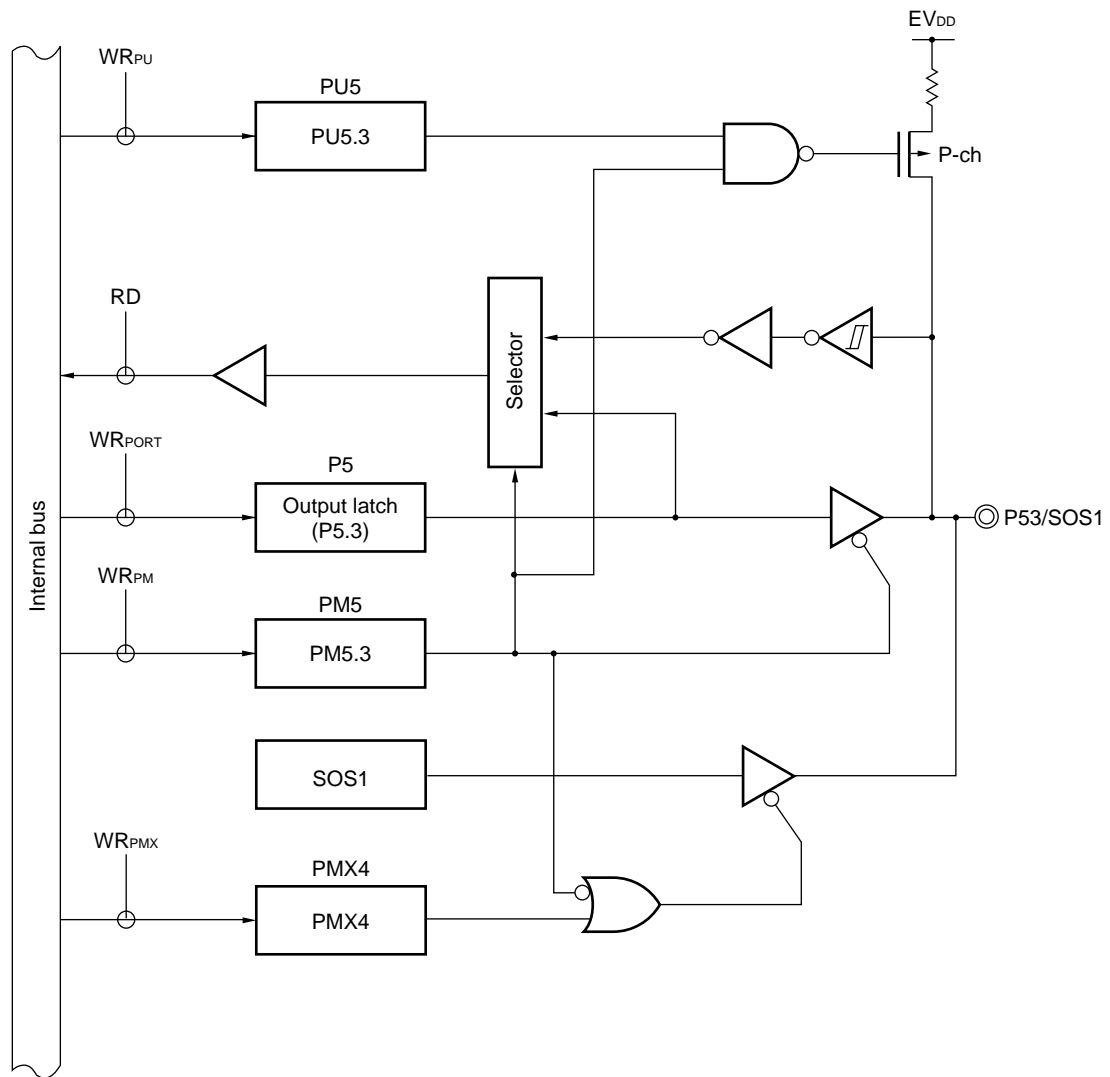 EVDD
WRPU
PU5
PU5.3
P-ch
RD
Selector
WRPORT
P5
Output latch
(P5.3)
P53/SOS1
Internal bus
WRPM
PM5
PM5.3
SOS1
WRPMX
PMX4
PMX4